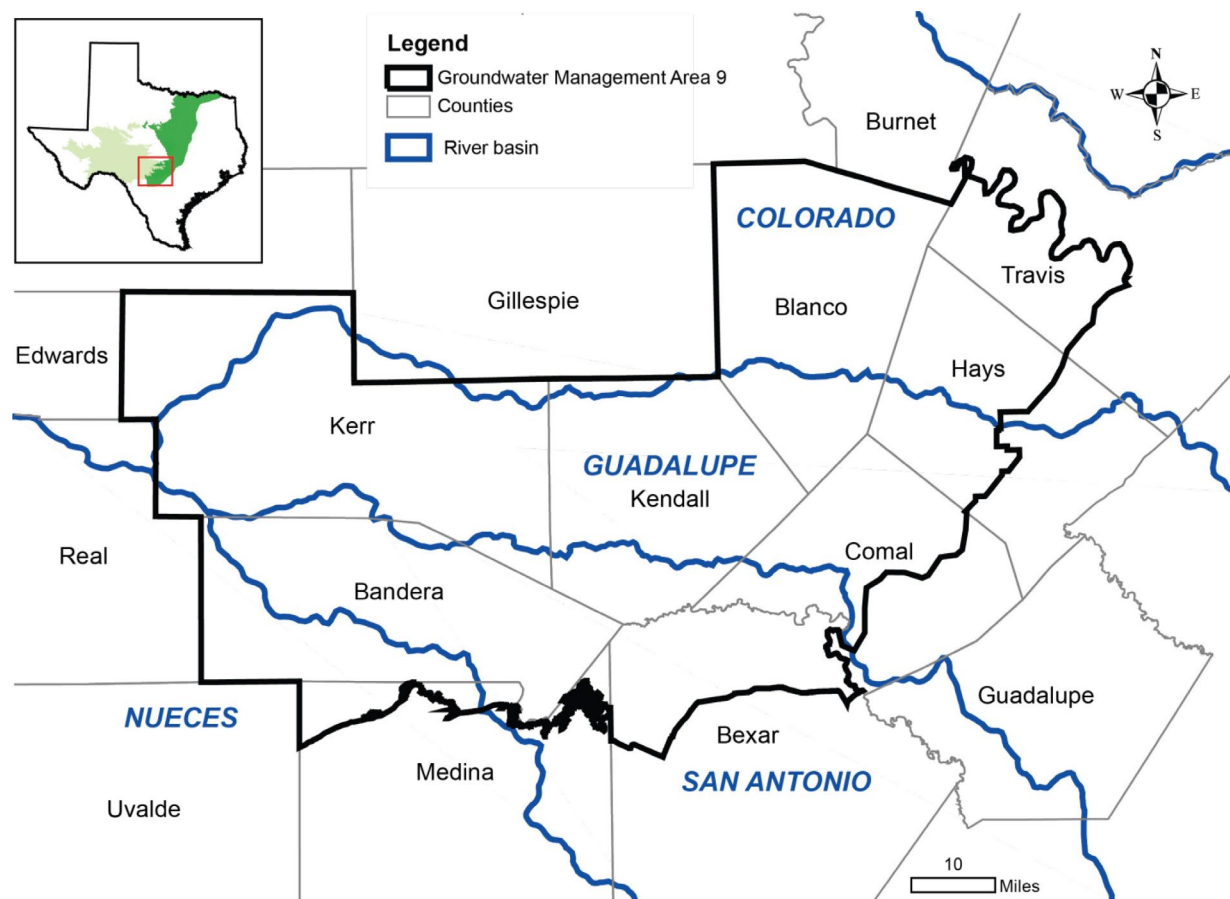 Legend
Groundwater Management Area 9
Counties
River basin
N
W
E
S
Burnet
COLORADO
Travis
Gillespie
Blanco
Edwards
Hays
Kerr
GUADALUPE
Kendall
Real
Comal
Bandera
NUECES
Guadalupe
Bexar
Medina
SAN ANTONIO
Uvalde
10
Miles